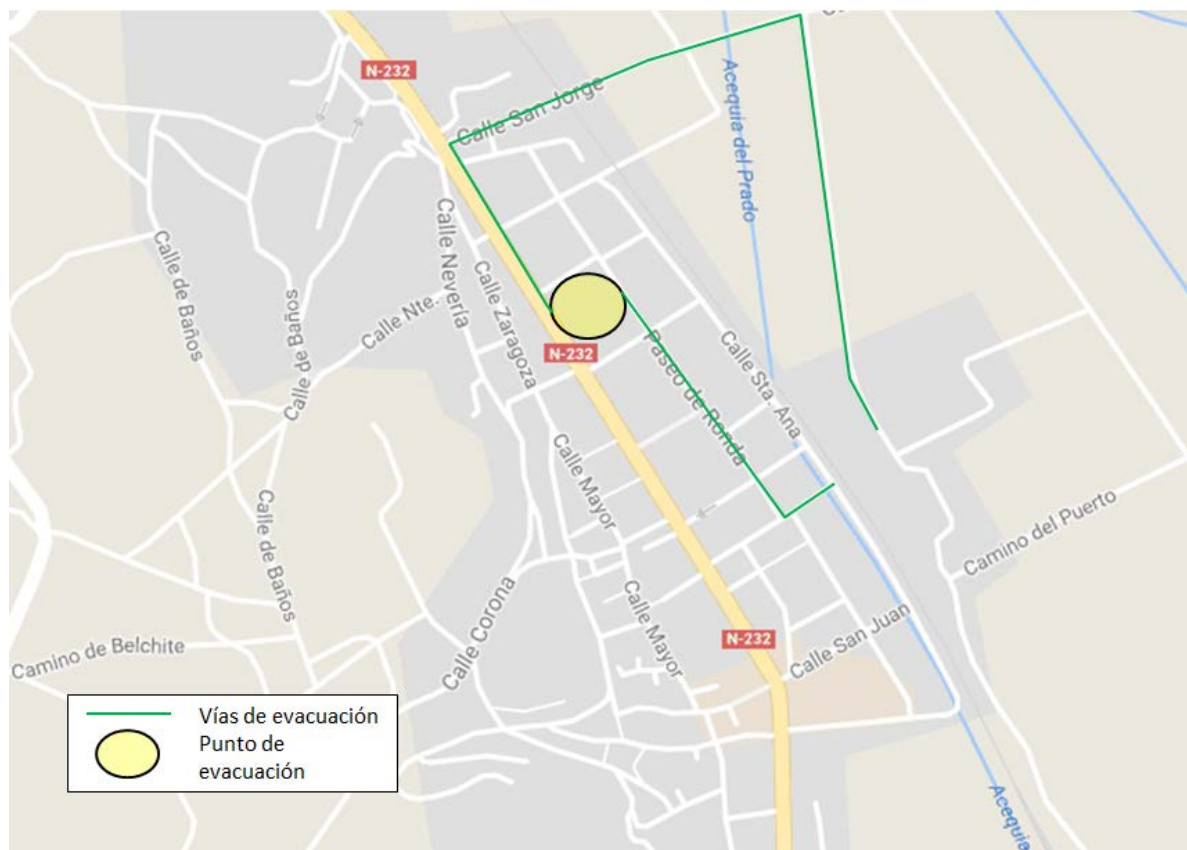 N-232
Calle San Jorge
Acequia del Prado
Calle Nevería
Calle Zaragoza
Calle de Baños
Calle de Baños
Calle Nte.
N-232
Paseo de Ronda
Calle Sta. Ana
Calle Mayor
Calle de Baños
Camino del Puerto
Calle Corona
Calle Mayor
N-232
Calle San Juan
Camino de Belchite
Vías de evacuación
Punto de
evacuación
Acequia